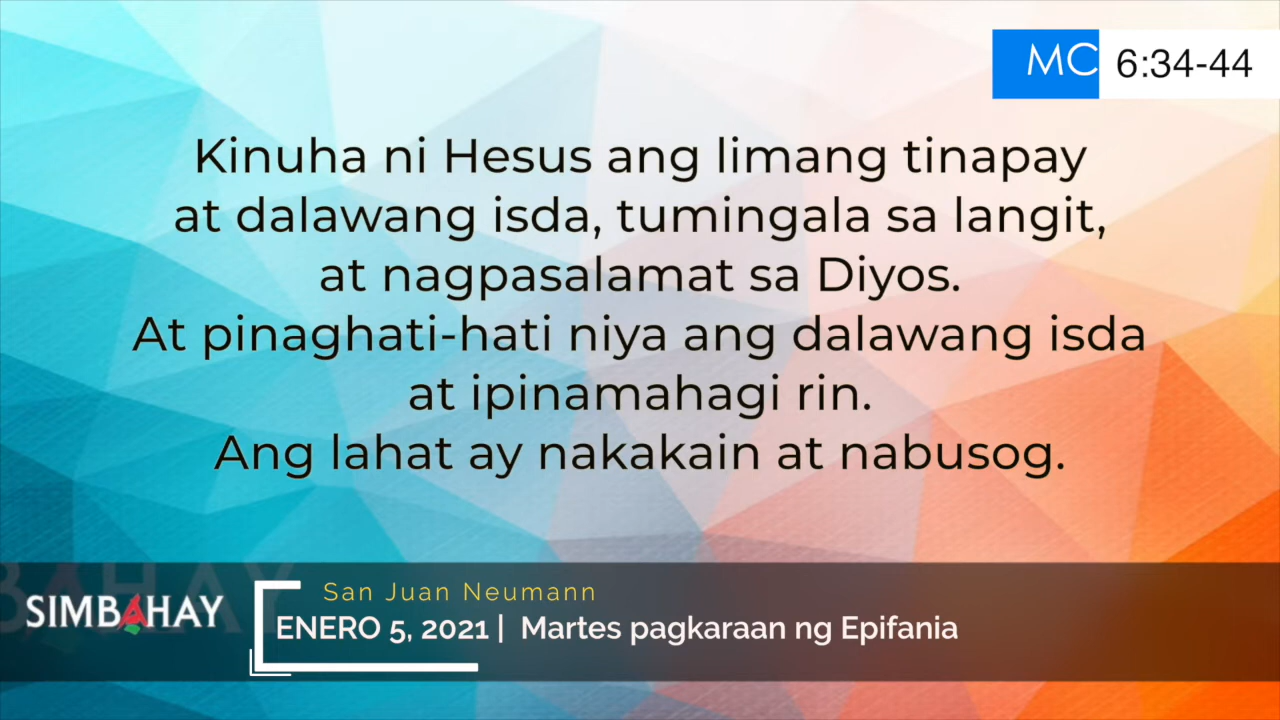 MC 6:34-44
Kinuha ni Hesus ang limang tinapay
at dalawang isda, tumingala sa langit,
at nagpasalamat sa Diyos.
At pinaghati-hati niya ang dalawang isda
at ipinamahagi rin.
Ang lahat ay nakakain at nabusog.
San Juan Neumann
SIMBAHAY
ENERO 5, 2021 | Martes pagkaraan ng Epifania